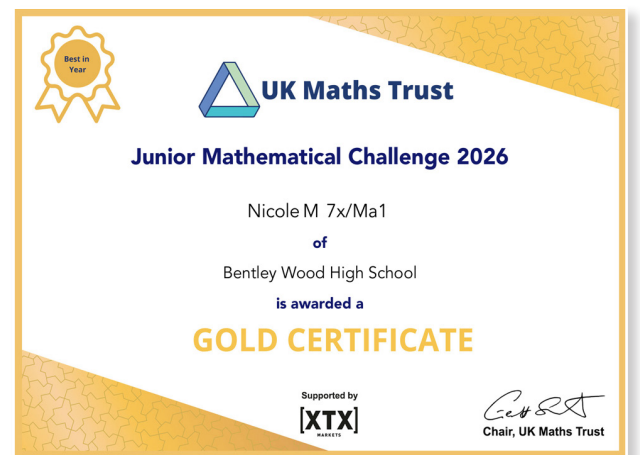 Best in
Year
UK Maths Trust
Junior Mathematical Challenge 2026
Nicole M 7x/Ma1
of
Bentley Wood High School
is awarded a
GOLD CERTIFICATE
Supported by
[XTX]
MARKETS
Chair, UK Maths Trust